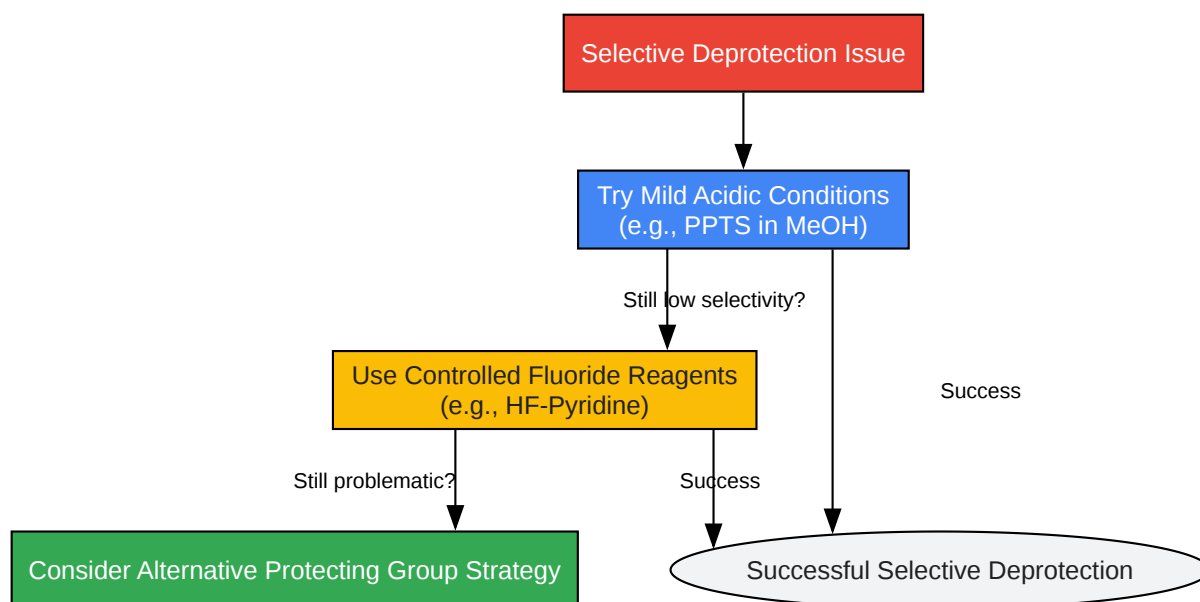 Selective Deprotection Issue
Try Mild Acidic Conditions
(e.g., PPTS in MeOH)
Still low selectivity?
Use Controlled Fluoride Reagents
(e.g., HF-Pyridine)
Success
Still problematic?
Success
Consider Alternative Protecting Group Strategy
Successful Selective Deprotection